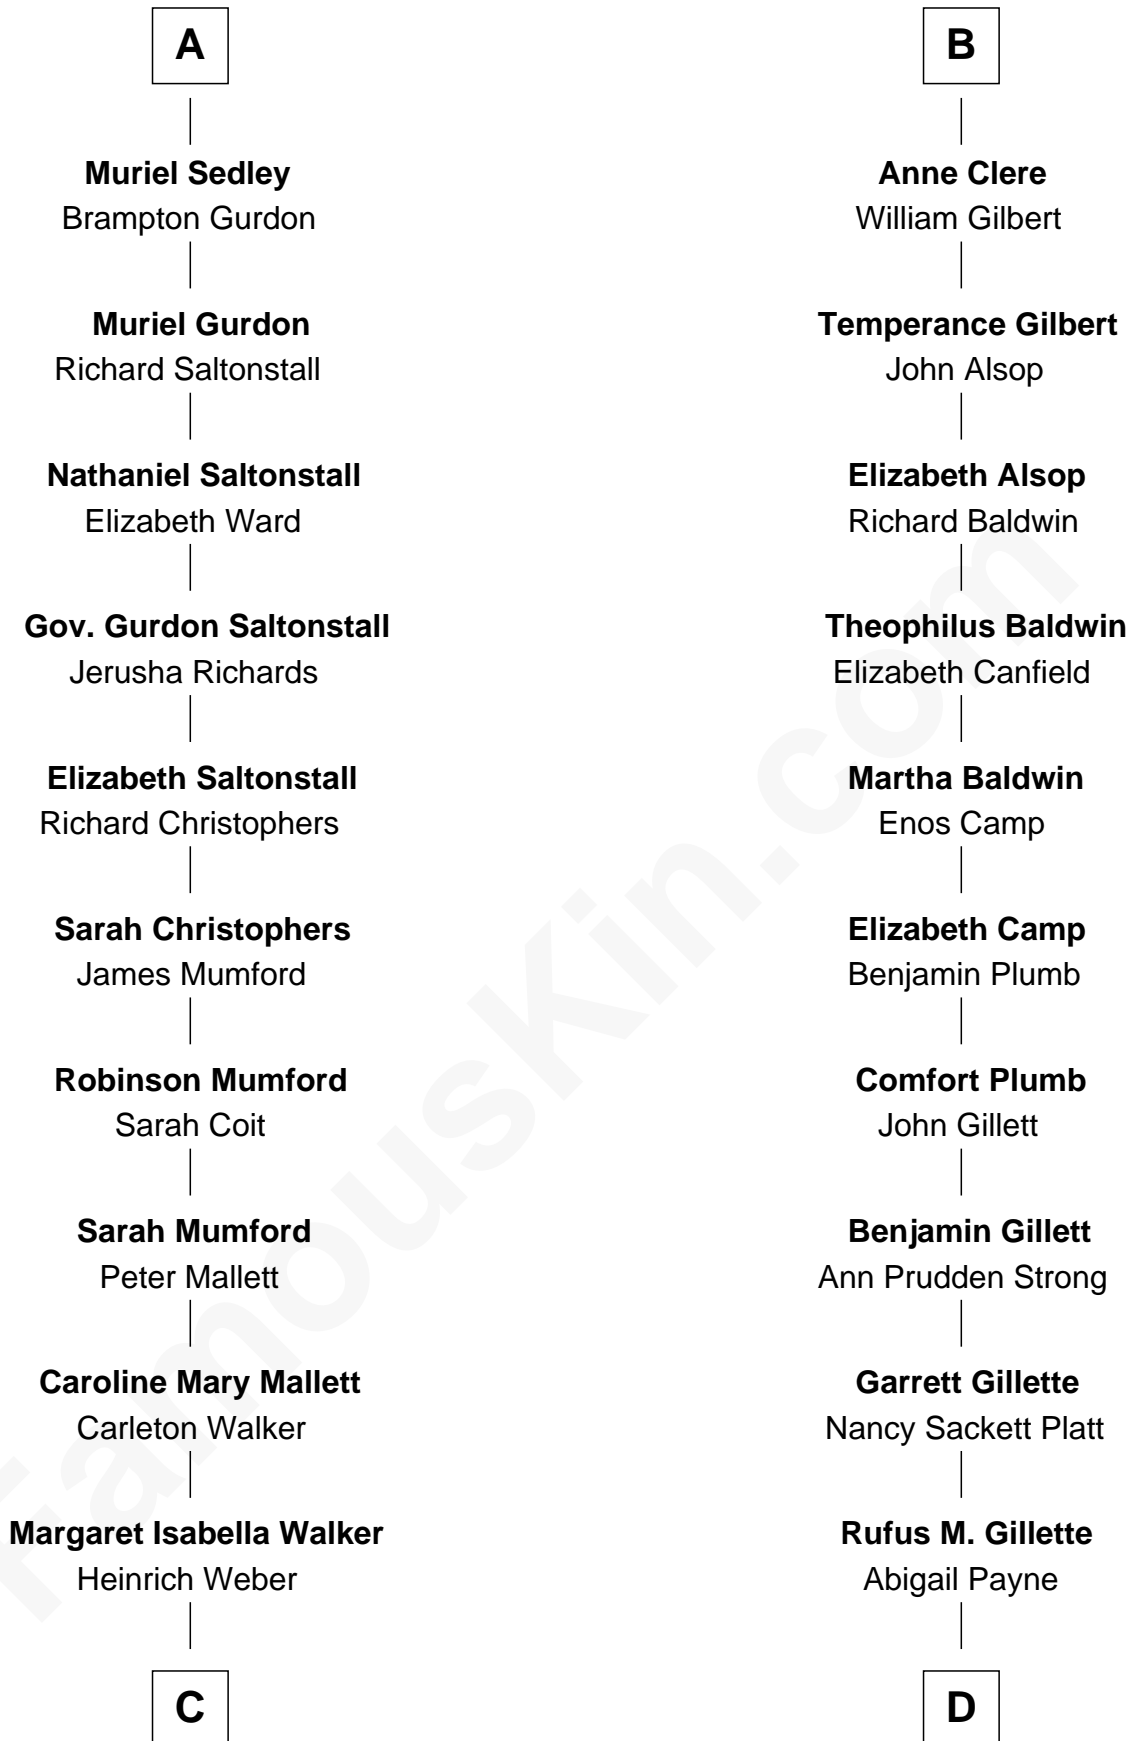 A
Muriel Sedley
Brampton Gurdon
Muriel Gurdon
Richard Saltonstall
Nathaniel Saltonstall
Elizabeth Ward
Gov. Gurdon Saltonstall
Jerusha Richards
Elizabeth Saltonstall
Richard Christophers
Sarah Christophers
James Mumford
Robinson Mumford
Sarah Coit
Sarah Mumford
Peter Mallett
Caroline Mary Mallett
Carleton Walker
Margaret Isabella Walker
Heinrich Weber
C
B
Anne Clere
William Gilbert
Temperance Gilbert
John Alsop
Elizabeth Alsop
Richard Baldwin
Theophilus Baldwin
Elizabeth Canfield
Martha Baldwin
Enos Camp
Elizabeth Camp
Benjamin Plumb
Comfort Plumb
John Gillett
Benjamin Gillett
Ann Prudden Strong
Garrett Gillette
Nancy Sackett Platt
Rufus M. Gillette
Abigail Payne
D
FamousKin.com